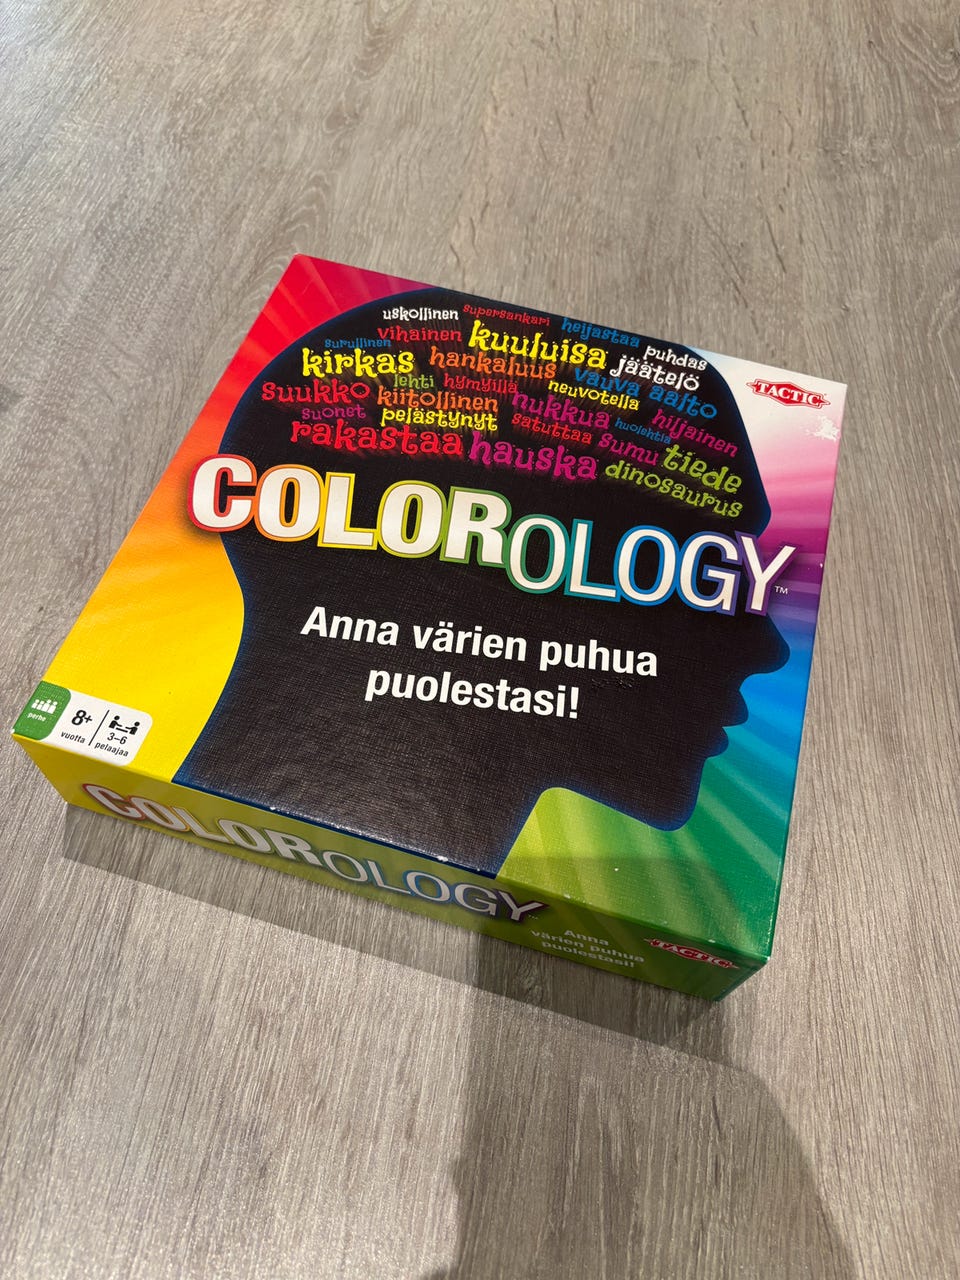 uskollinen supersankari heijastaa
vihainen kuuluisa puhdas
surullinen
kirkas hankaluus jäätelö
lehti hymyillä vauva aalto
suukko kiitollinen neuvotella
suonet pelästynyt nukkua hiljainen
satuttaa huolehtia
rakastaa hauska sumu tiede
dinosaurus
TACTIC
COLOROLOGY™
Anna värien puhua
puolestasi!
perhe
8+
vuotta
3–6
pelaajaa
COLOROLOGY™
Anna
värien puhua
puolestasi!
TACTIC